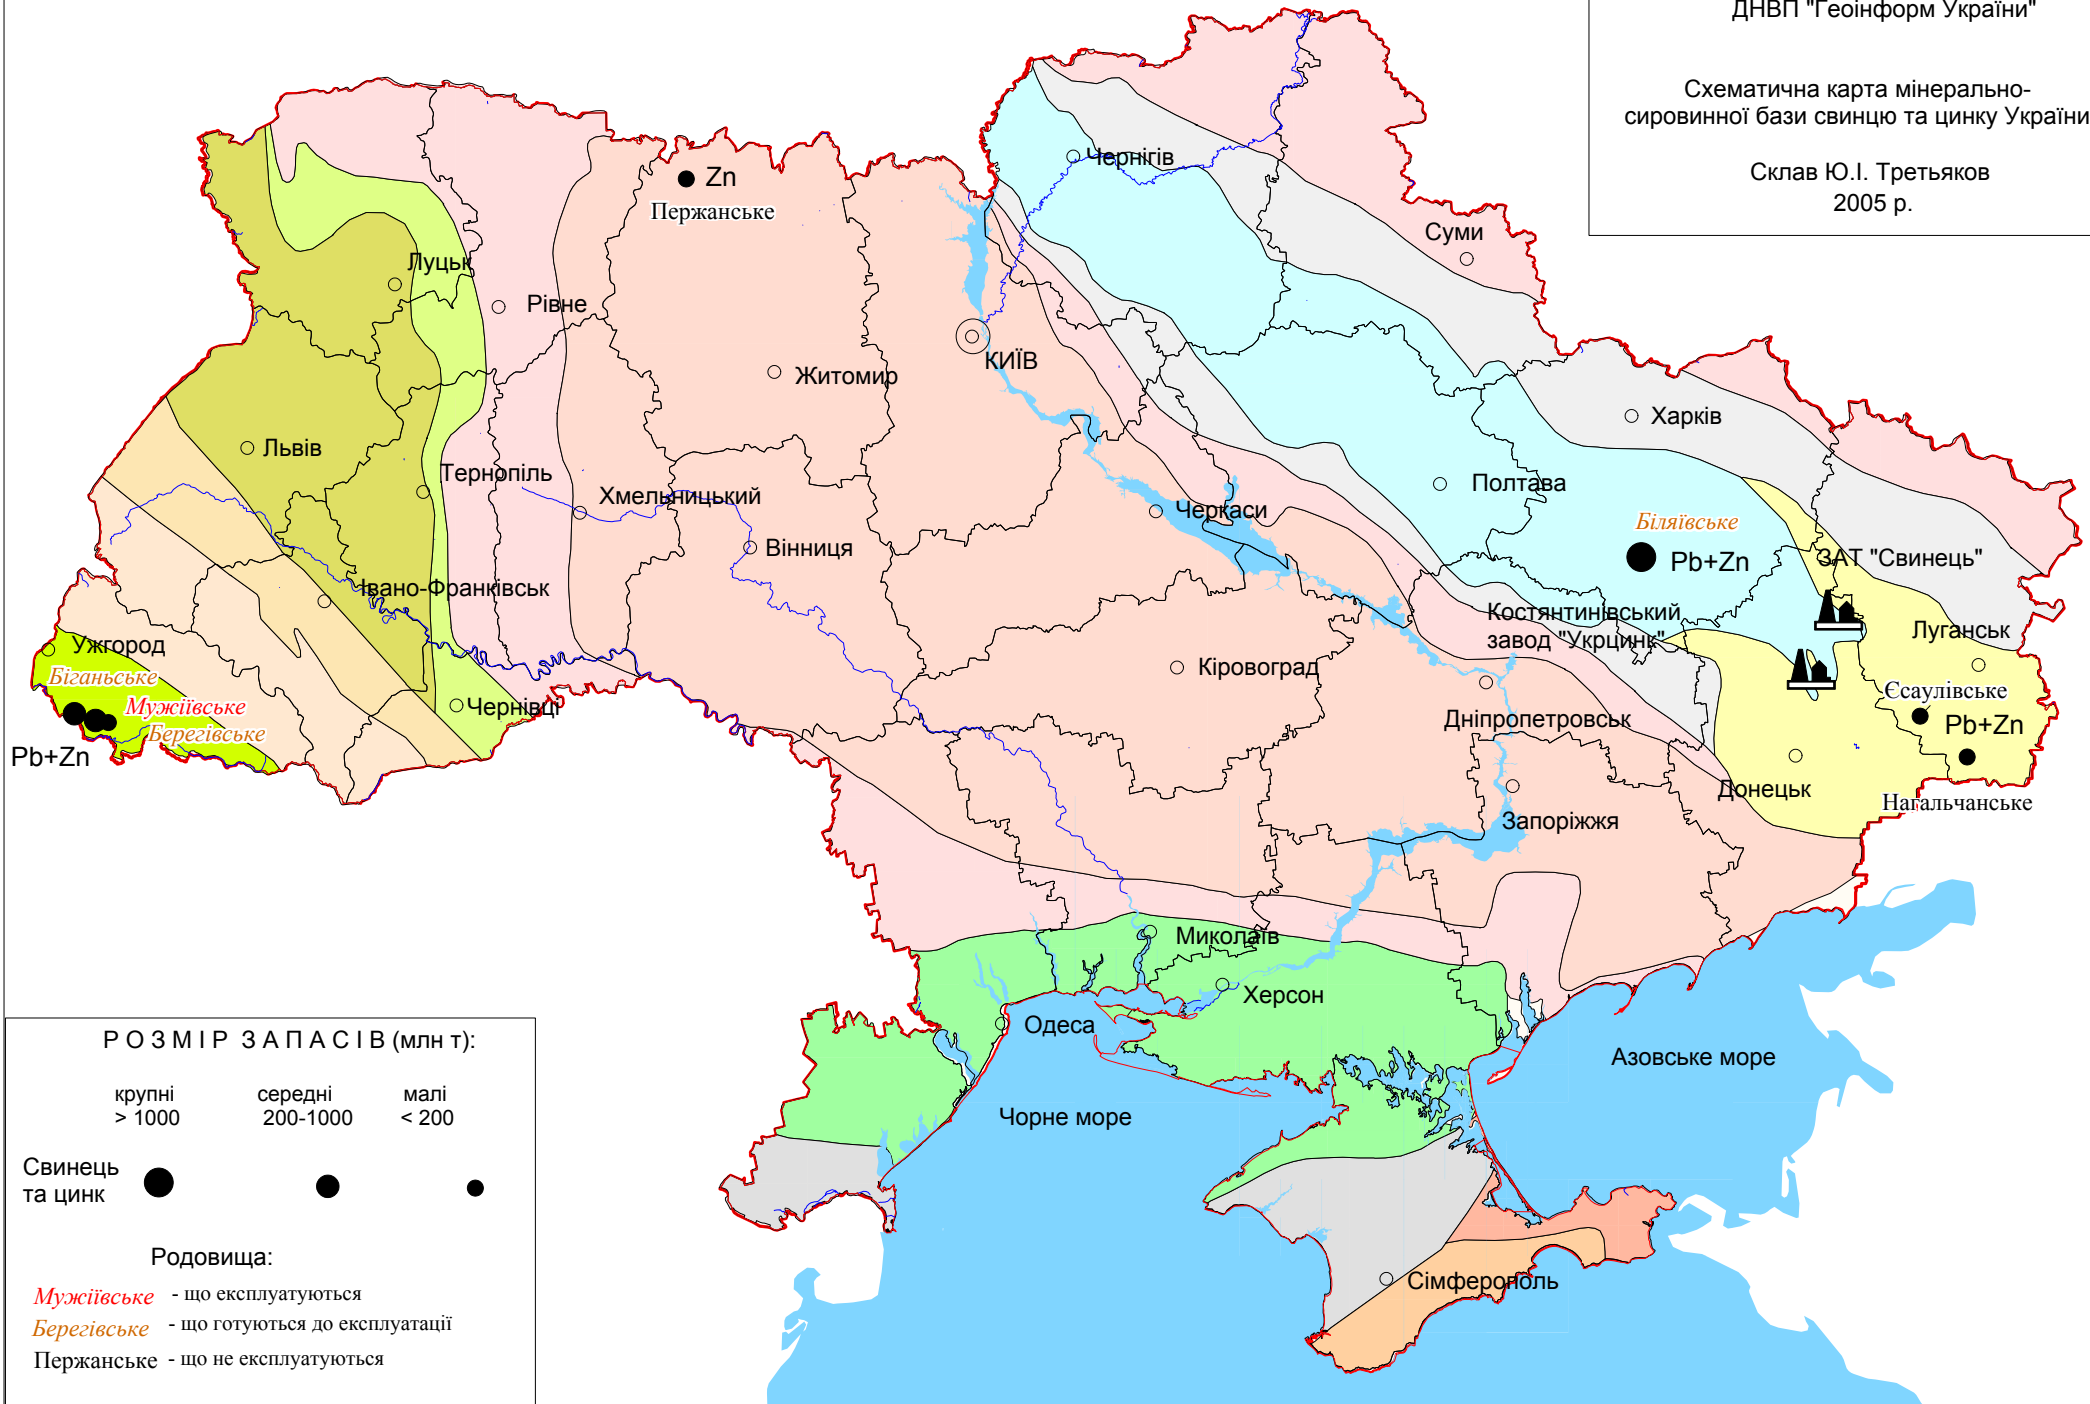 ДНВП "Геоінформ України"
Схематична карта мінерально-
сировинної бази свинцю та цинку України
Склав Ю.І. Третьяков
2005 р.
Чернігів
Zn
Пержанське
Суми
Луцьк
Рівне
КИЇВ
Житомир
Харків
Львів
Тернопіль
Хмельницький
Полтава
Черкаси
Біляївське
Pb+Zn
Вінниця
ЗАТ "Свинець"
Івано-Франківськ
Костянтинівський
завод "Укрцинк"
Луганськ
Ужгород
Кіровоград
Біганьське
Єсаулівське
Мужіївське
Чернівці
Дніпропетровськ
Pb+Zn
Берегівське
Pb+Zn
Донецьк
Нагальчанське
Запоріжжя
Миколаїв
Херсон
Одеса
Азовське море
Чорне море
Сімферополь
РОЗМІР ЗАПАСІВ (млн т):
крупні середні малі
> 1000 200-1000 < 200
Свинець
та цинк
Родовища:
Мужіївське - що експлуатуються
Берегівське - що готуються до експлуатації
Пержанське - що не експлуатуються